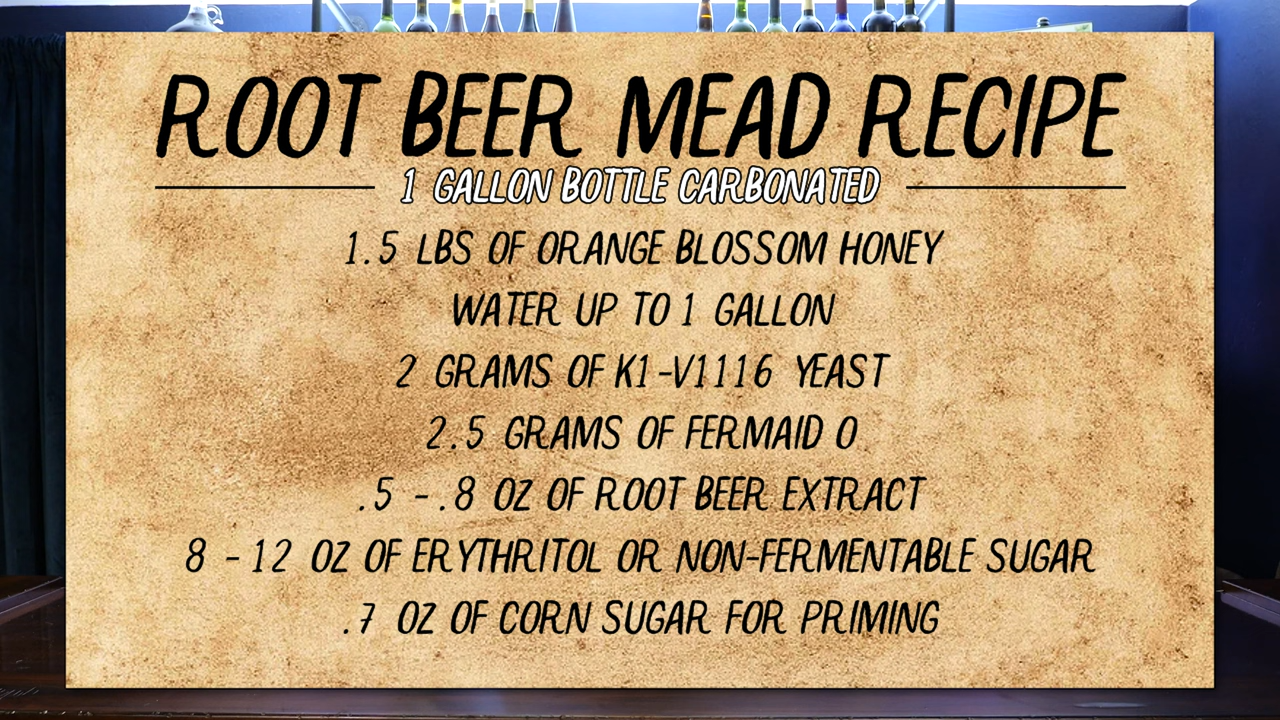 ROOT BEER MEAD RECIPE
1 GALLON BOTTLE CARBONATED
1.5 LBS OF ORANGE BLOSSOM HONEY
WATER UP TO 1 GALLON
2 GRAMS OF K1-V1116 YEAST
2.5 GRAMS OF FERMAID O
.5 - .8 OZ OF ROOT BEER EXTRACT
8 - 12 OZ OF ERYTHRITOL OR NON-FERMENTABLE SUGAR
.7 OZ OF CORN SUGAR FOR PRIMING